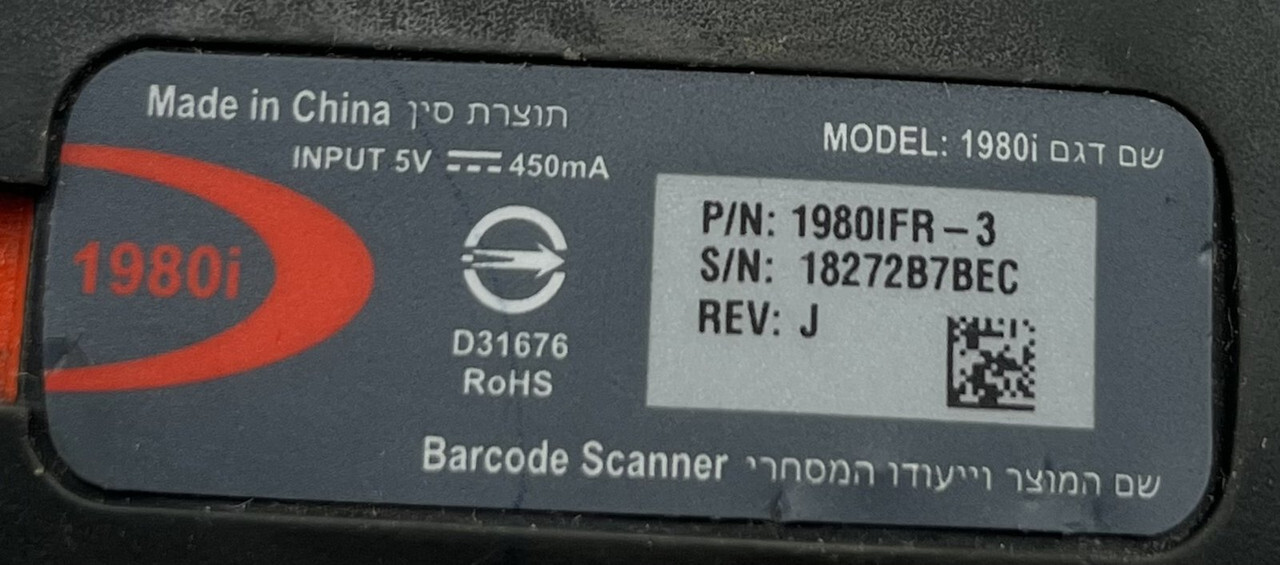 Made in China תוצרת סין
INPUT 5V ⎓ 450mA
MODEL: 1980i שם דגם
1980i
D31676
RoHS
P/N: 1980IFR-3
S/N: 18272B7BEC
REV: J
Barcode Scanner שם המוצר וייעודו המסחרי